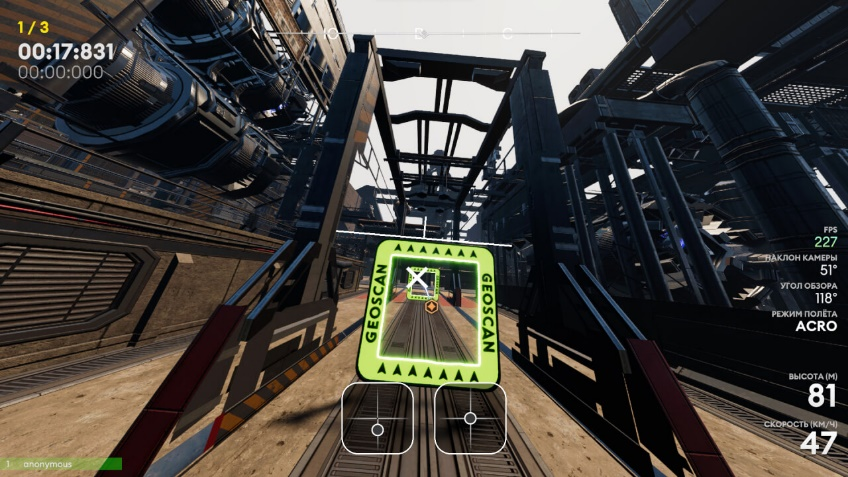 1 / 3
00:17:831
00:00:000
E
GEOSCAN
GEOSCAN
FPS
227
НАКЛОН КАМЕРЫ
51°
УГОЛ ОБЗОРА
118°
РЕЖИМ ПОЛЁТА
ACRO
ВЫСОТА (М)
81
СКОРОСТЬ (КМ/Ч)
47
1 anonymous